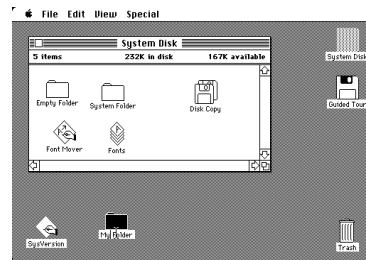 File Edit View Special
System Disk
5 items 232K in disk 167K available
Empty Folder
System Folder
Disk Copy
Font Mover
Fonts
System Disk
Guided Tour
SysVersion
My Folder
Trash